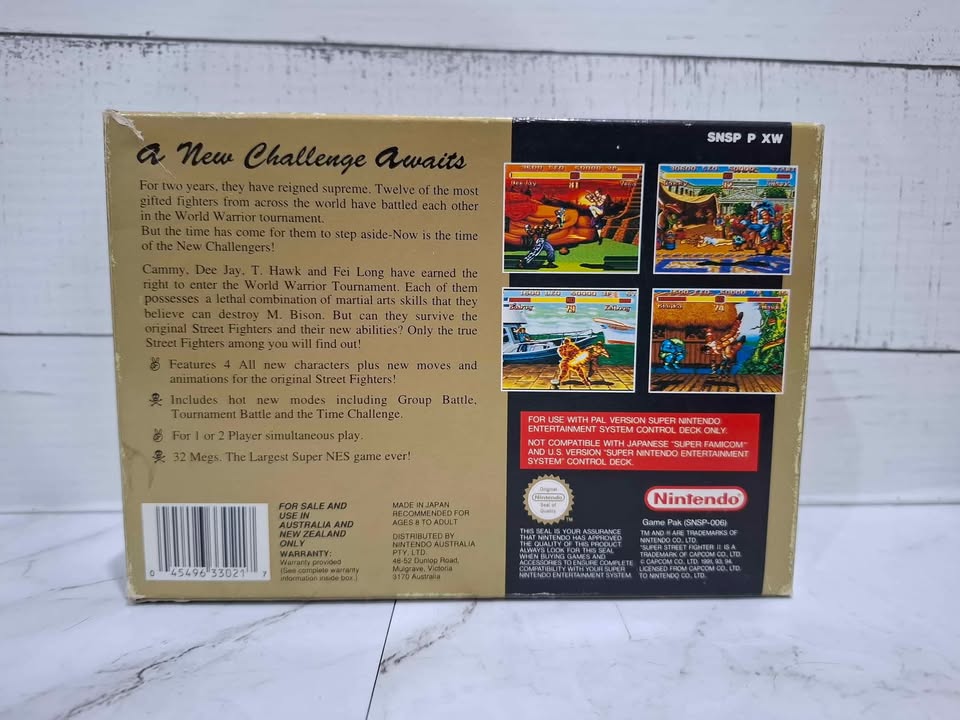 A New Challenge Awaits
For two years, they have reigned supreme. Twelve of the most
gifted fighters from across the world have battled each other
in the World Warrior tournament.
But the time has come for them to step aside-Now is the time
of the New Challengers!
Cammy, Dee Jay, T. Hawk and Fei Long have earned the
right to enter the World Warrior Tournament. Each of them
possesses a lethal combination of martial arts skills that they
believe can destroy M. Bison. But can they survive the
original Street Fighters and their new abilities? Only the true
Street Fighters among you will find out!
Features 4 All new characters plus new moves and
animations for the original Street Fighters!
Includes hot new modes including Group Battle,
Tournament Battle and the Time Challenge.
For 1 or 2 Player simultaneous play.
32 Megs. The Largest Super NES game ever!
0 45496 33021 7
FOR SALE AND
USE IN
AUSTRALIA AND
NEW ZEALAND
ONLY
WARRANTY:
Warranty provided
(See complete warranty
information inside box.)
MADE IN JAPAN
RECOMMENDED FOR
AGES 8 TO ADULT
DISTRIBUTED BY
NINTENDO AUSTRALIA
PTY. LTD.
48-52 Dunlop Road,
Mulgrave, Victoria
3170 Australia
SNSP P XW
Dee Jay
81
74
FOR USE WITH PAL VERSION SUPER NINTENDO
ENTERTAINMENT SYSTEM CONTROL DECK ONLY.
NOT COMPATIBLE WITH JAPANESE "SUPER FAMICOM"
AND U.S. VERSION "SUPER NINTENDO ENTERTAINMENT
SYSTEM" CONTROL DECK.
Original
Nintendo
Seal of
Quality
TM
THIS SEAL IS YOUR ASSURANCE
THAT NINTENDO HAS APPROVED
THE QUALITY OF THIS PRODUCT.
ALWAYS LOOK FOR THIS SEAL
WHEN BUYING GAMES AND
ACCESSORIES TO ENSURE COMPLETE
COMPATIBILITY WITH YOUR SUPER
NINTENDO ENTERTAINMENT SYSTEM.
Nintendo
Game Pak (SNSP-006)
TM AND ® ARE TRADEMARKS OF
NINTENDO CO., LTD.
"SUPER STREET FIGHTER II IS A
TRADEMARK OF CAPCOM CO. LTD.
© CAPCOM CO. LTD. 1991, 93, 94.
LICENSED FROM CAPCOM CO. LTD.
TO NINTENDO CO., LTD.